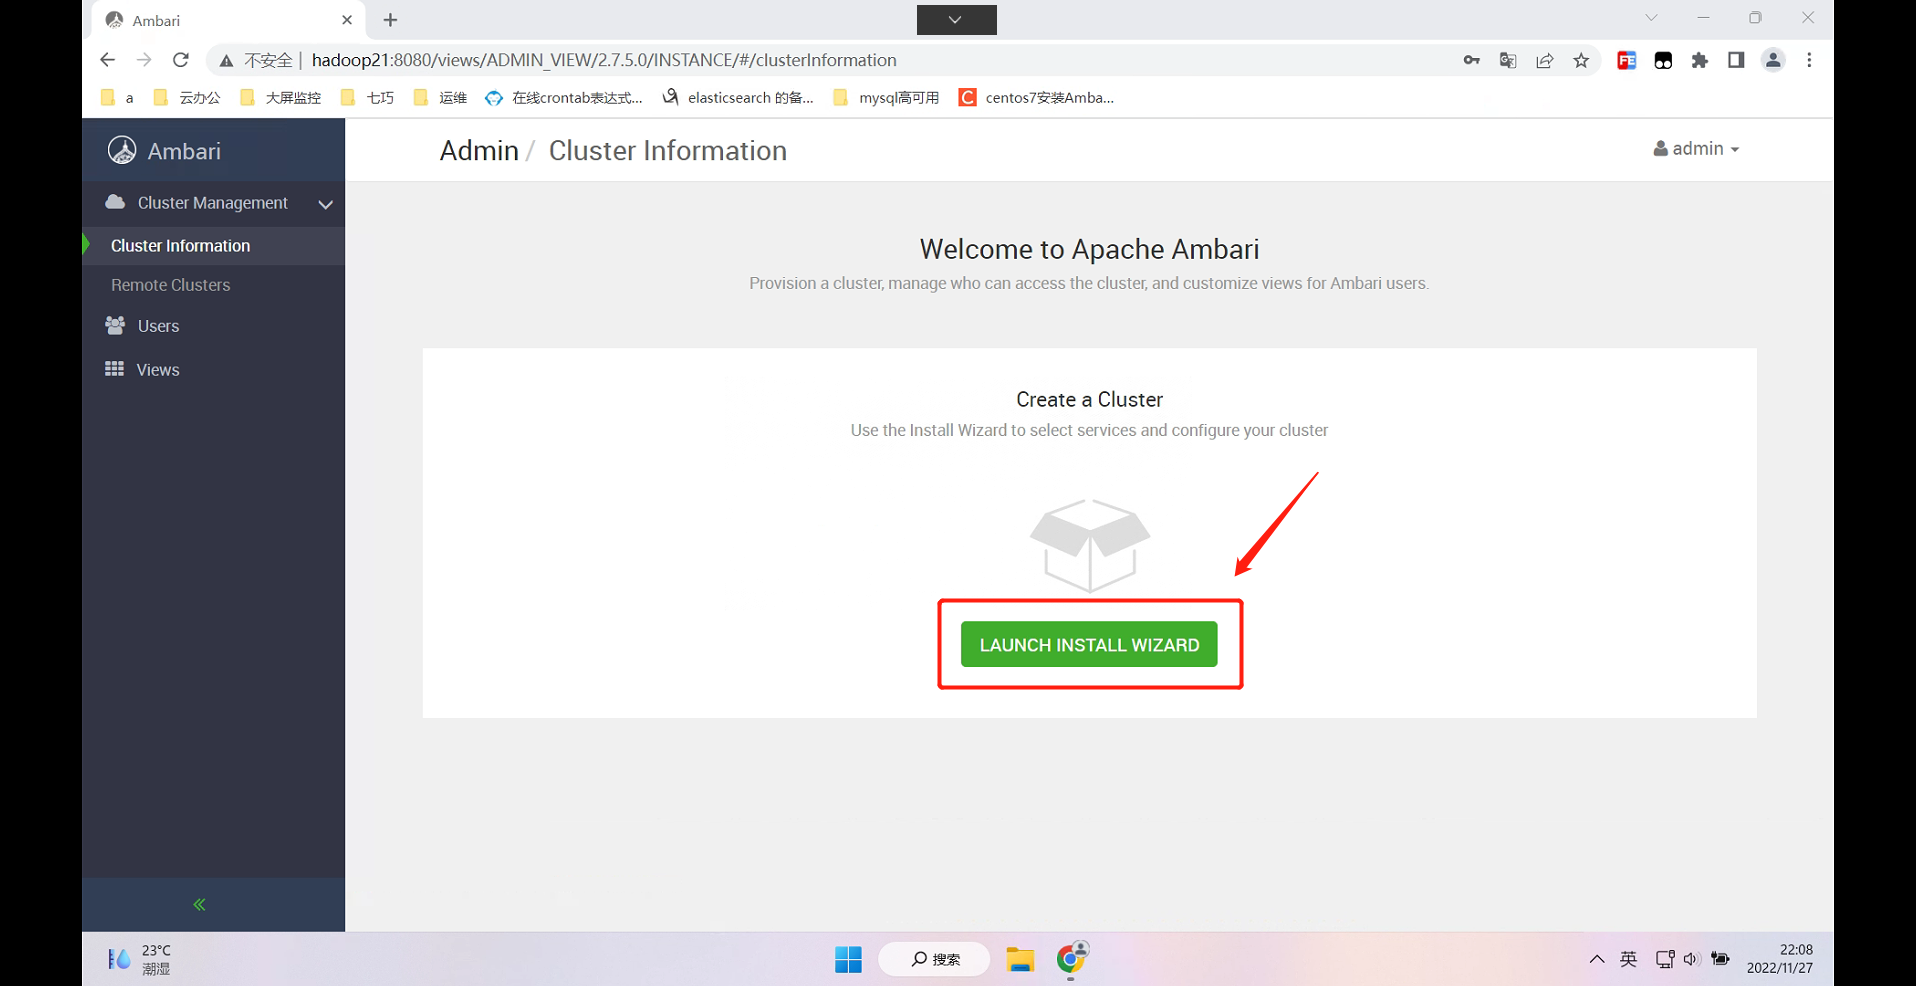 Ambari
不安全 | hadoop21:8080/views/ADMIN_VIEW/2.7.5.0/INSTANCE/#/clusterInformation
a 云办公 大屏监控 七巧 运维 在线crontab表达式... elasticsearch 的备... mysql高可用 centos7安装Amba...
Ambari
Admin / Cluster Information
admin
Cluster Management
Cluster Information
Remote Clusters
Users
Views
Welcome to Apache Ambari
Provision a cluster, manage who can access the cluster, and customize views for Ambari users.
Create a Cluster
Use the Install Wizard to select services and configure your cluster
LAUNCH INSTALL WIZARD
23°C
潮湿
搜索
英
22:08
2022/11/27